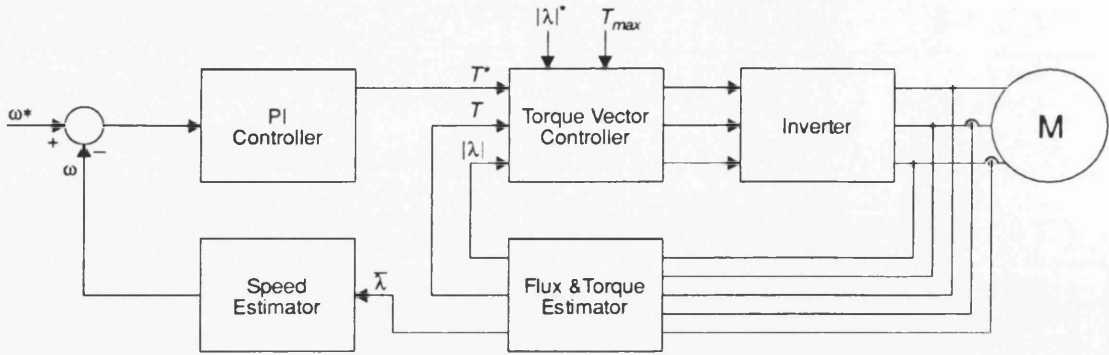 |λ|*
T_max
ω*
+
−
ω
PI
Controller
T*
T
|λ|
Torque Vector
Controller
Inverter
M
Speed
Estimator
λ̅
Flux &Torque
Estimator